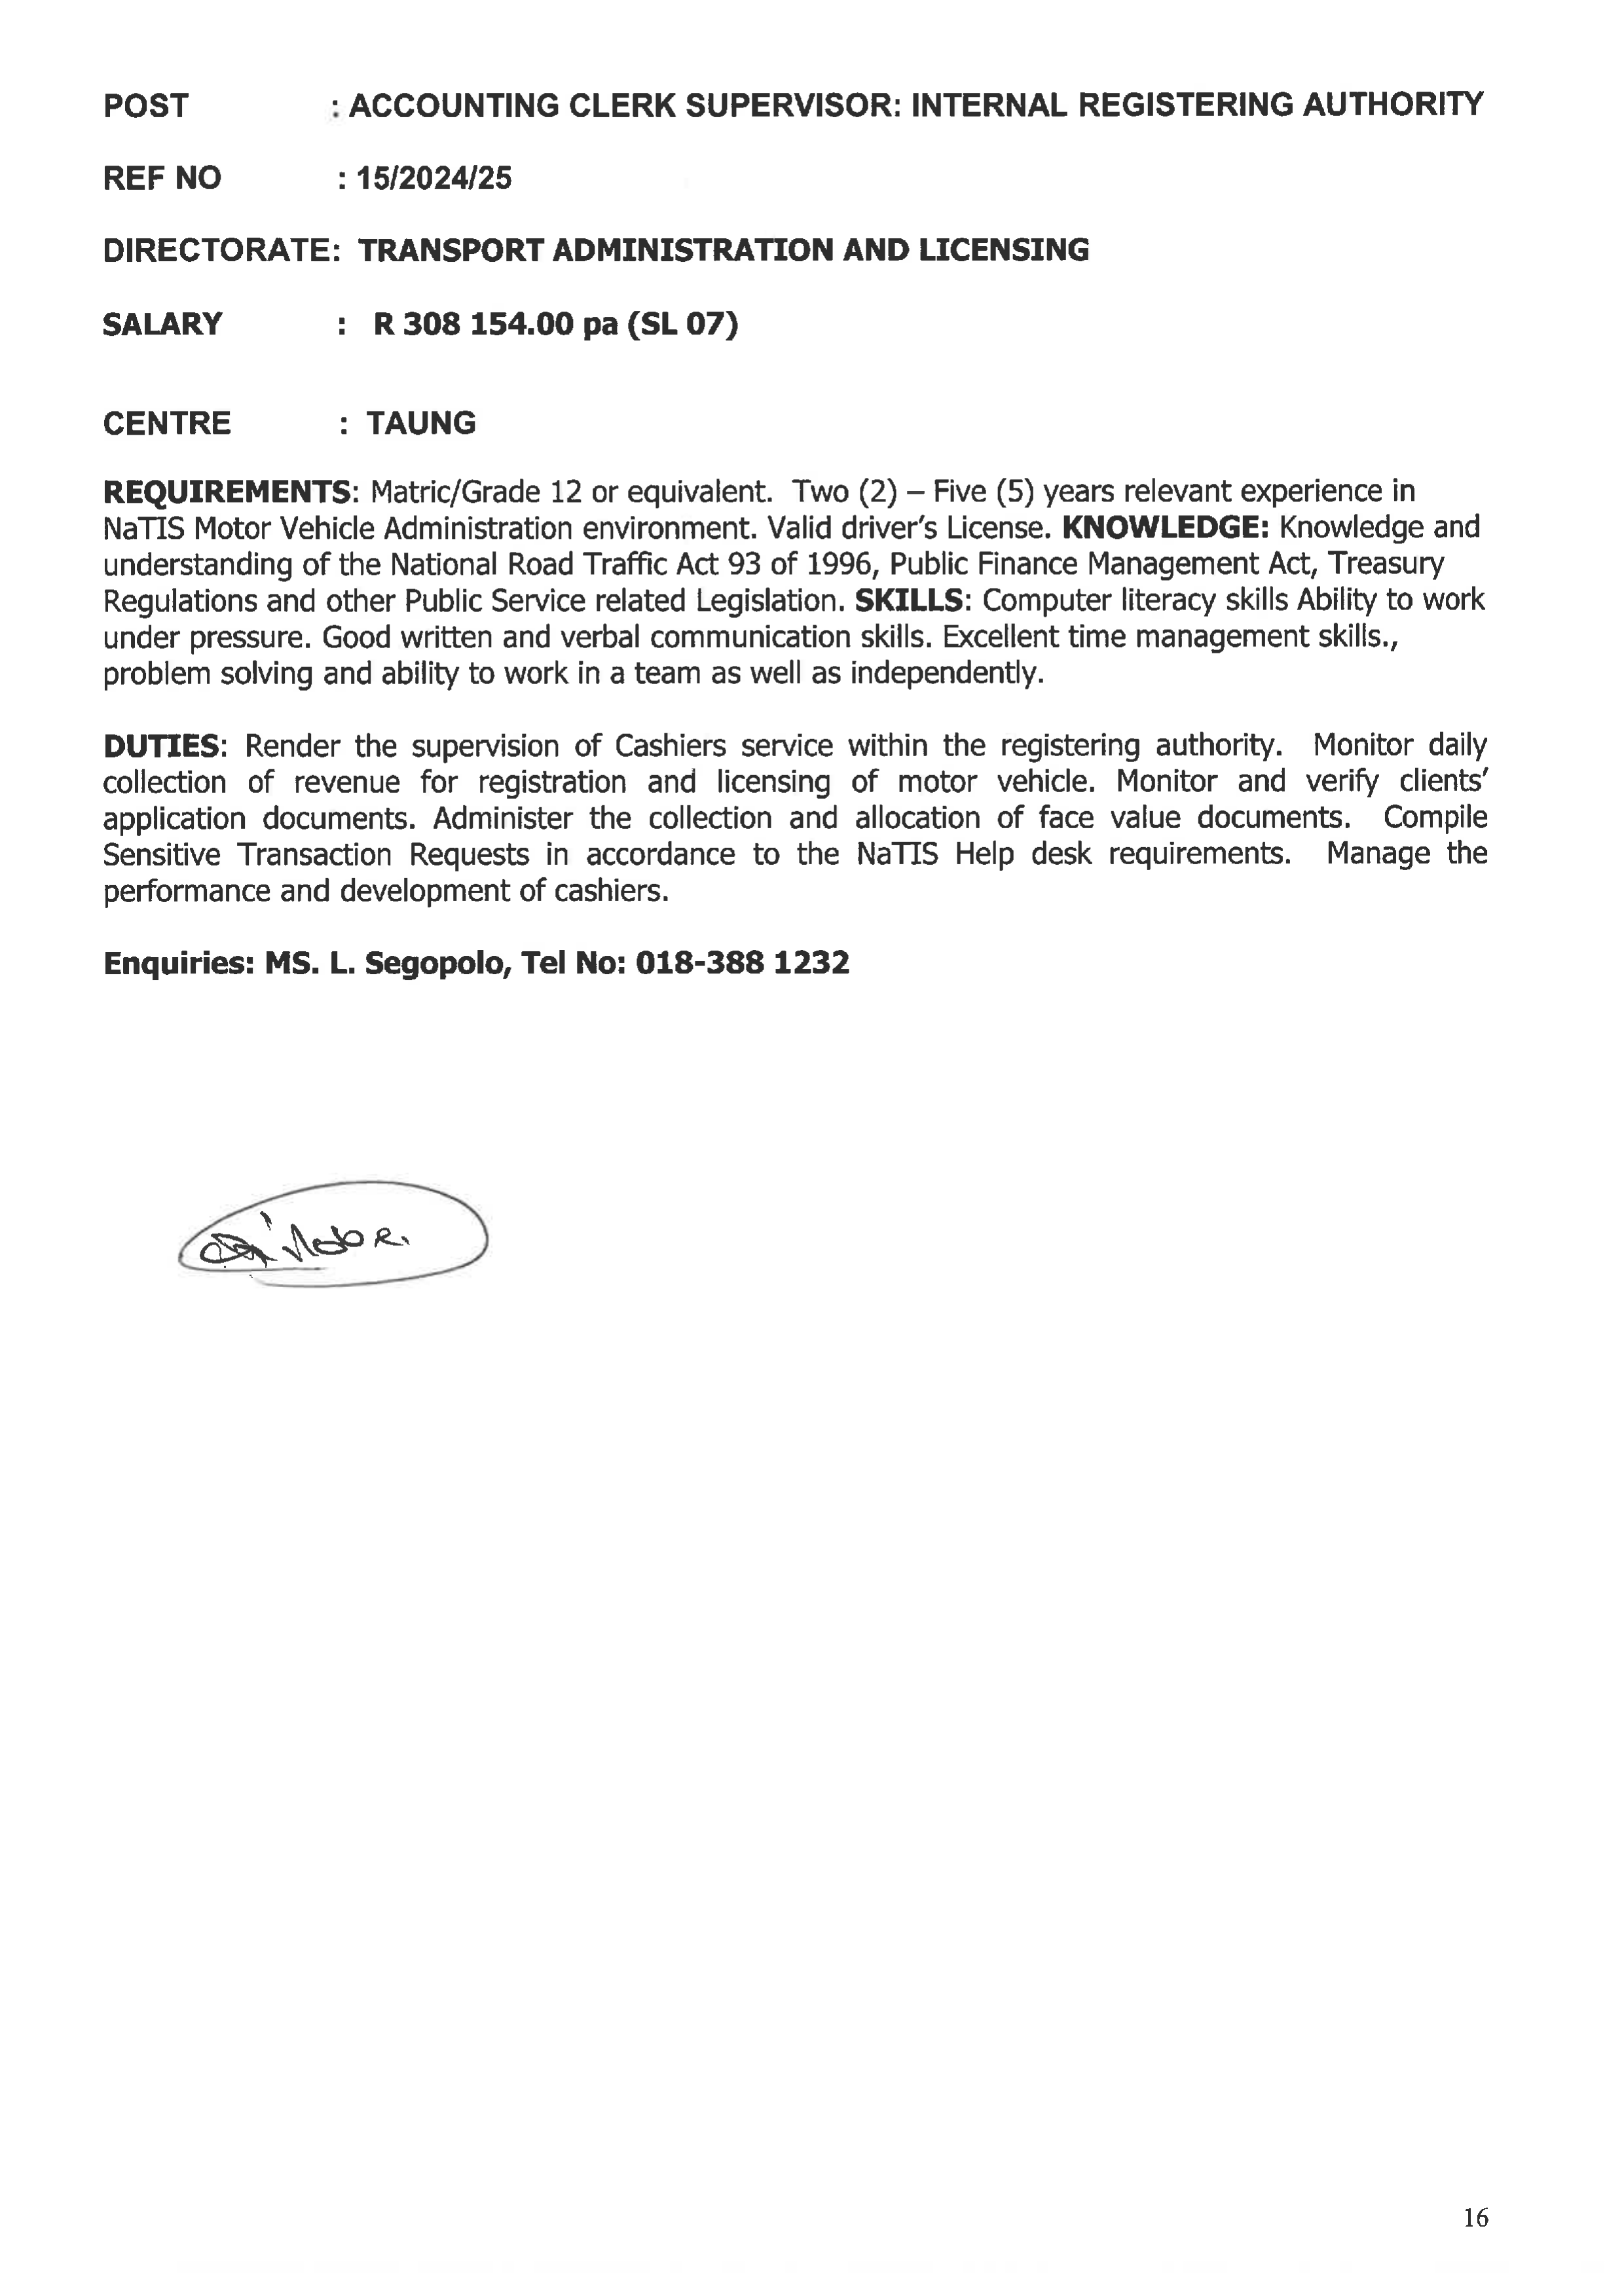 POST : ACCOUNTING CLERK SUPERVISOR: INTERNAL REGISTERING AUTHORITY
REF NO : 15/2024/25
DIRECTORATE: TRANSPORT ADMINISTRATION AND LICENSING
SALARY : R 308 154.00 pa (SL 07)
CENTRE : TAUNG
REQUIREMENTS: Matric/Grade 12 or equivalent. Two (2) – Five (5) years relevant experience in
NaTIS Motor Vehicle Administration environment. Valid driver's License. KNOWLEDGE: Knowledge and
understanding of the National Road Traffic Act 93 of 1996, Public Finance Management Act, Treasury
Regulations and other Public Service related Legislation. SKILLS: Computer literacy skills Ability to work
under pressure. Good written and verbal communication skills. Excellent time management skills.,
problem solving and ability to work in a team as well as independently.
DUTIES: Render the supervision of Cashiers service within the registering authority. Monitor daily
collection of revenue for registration and licensing of motor vehicle. Monitor and verify clients'
application documents. Administer the collection and allocation of face value documents. Compile
Sensitive Transaction Requests in accordance to the NaTIS Help desk requirements. Manage the
performance and development of cashiers.
Enquiries: MS. L. Segopolo, Tel No: 018-388 1232
16